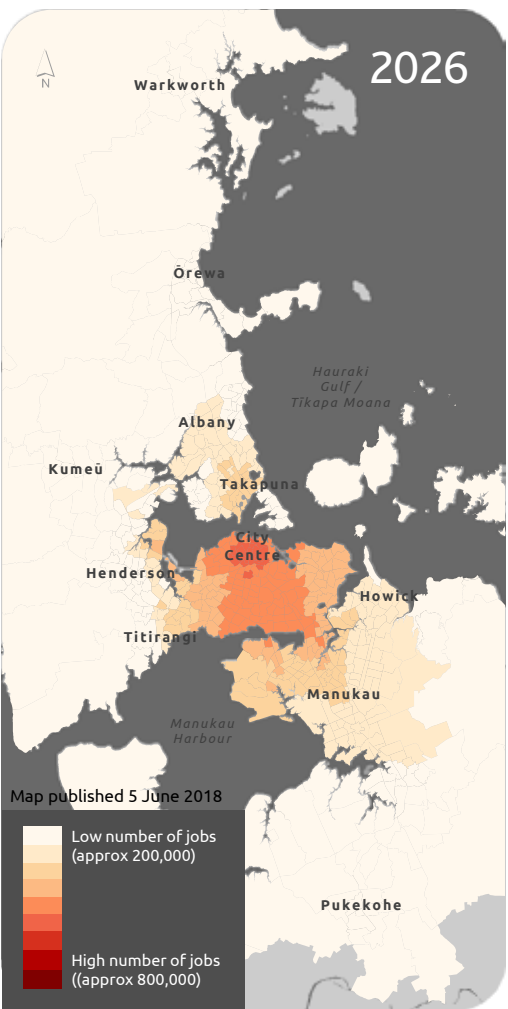 2026
N
Warkworth
Ōrewa
Hauraki
Gulf /
Tīkapa Moana
Albany
Kumeū
Takapuna
City
Centre
Henderson
Howick
Titirangi
Manukau
Manukau
Harbour
Map published 5 June 2018
Low number of jobs
(approx 200,000)
Pukekohe
High number of jobs
((approx 800,000)